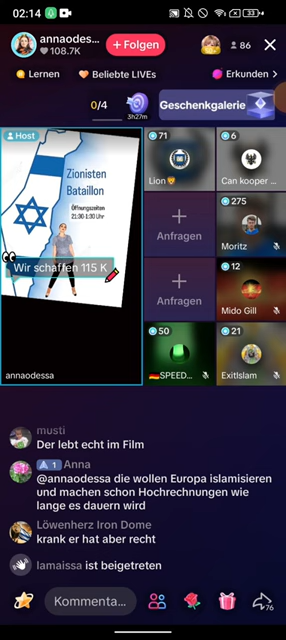 02:14
33
annaodes...
108.7K
+ Folgen
86
Lernen
Beliebte LIVEs
Erkunden >
0/4
3h27m
Geschenkgalerie
Host
Zionisten
Bataillon
Öffnungszeiten
21:30-1:30 Uhr
Wir schaffen 115 K
annaodessa
71
Lion
6
Can kooper ...
Anfragen
275
Moritz
Anfragen
12
Mido Gill
50
SPEED...
21
ExitIslam
musti
Der lebt echt im Film
1 Anna
@annaodessa die wollen Europa islamisieren
und machen schon Hochrechnungen wie
lange es dauern wird
Löwenherz Iron Dome
krank er hat aber recht
lamaissa ist beigetreten
Kommenta...
76